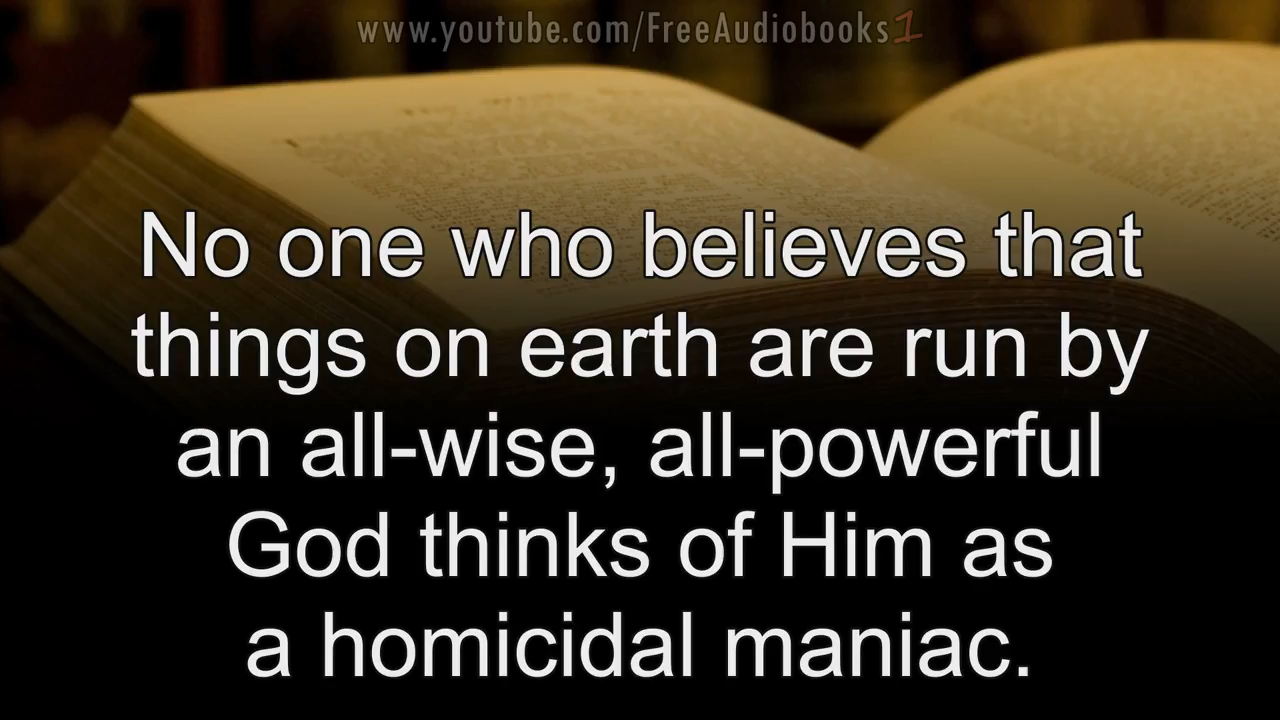 www.youtube.com/FreeAudiobooks1
No one who believes that
things on earth are run by
an all-wise, all-powerful
God thinks of Him as
a homicidal maniac.